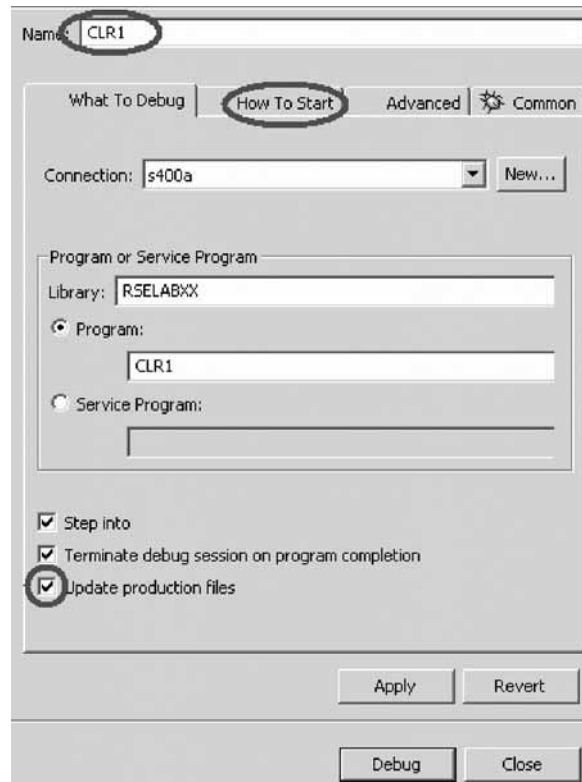 Name: CLR1
What To Debug How To Start Advanced Common
Connection: s400a New...
Program or Service Program
Library: RSELABXX
Program:
CLR1
Service Program:
Step into
Terminate debug session on program completion
Update production files
Apply Revert
Debug Close